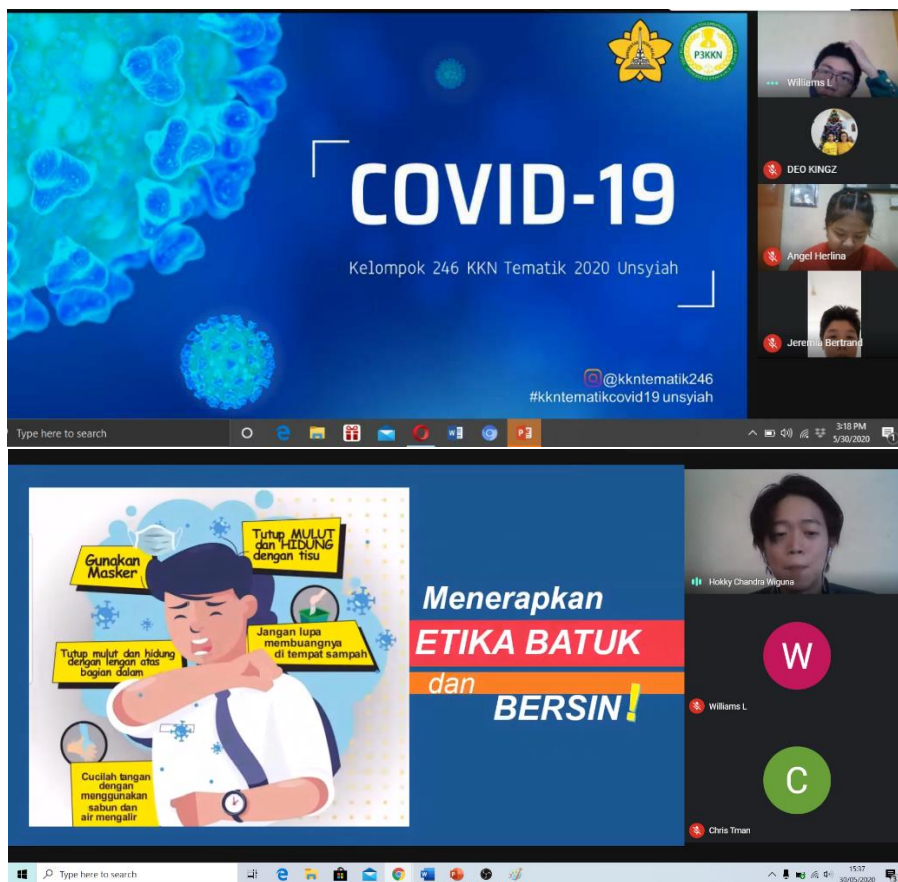 P3KKN
COVID-19
Kelompok 246 KKN Tematik 2020 Unsyiah
@kkntematik246
#kkntematikcovid19 unsyiah
Williams L
DEO KINGZ
Angel Herlina
Jeremia Bertrand
Type here to search
3:18 PM
5/30/2020
Gunakan
Masker
Tutup MULUT
dan HIDUNG
dengan tisu
Tutup mulut dan hidung
dengan lengan atas
bagian dalam
Jangan lupa
membuangnya
di tempat sampah
Cucilah tangan
dengan
menggunakan
sabun dan
air mengalir
Menerapkan
ETIKA BATUK
dan
BERSIN!
Hokky Chandra Wiguna
W
Williams L
C
Chris Tman
Type here to search
15:37
30/05/2020